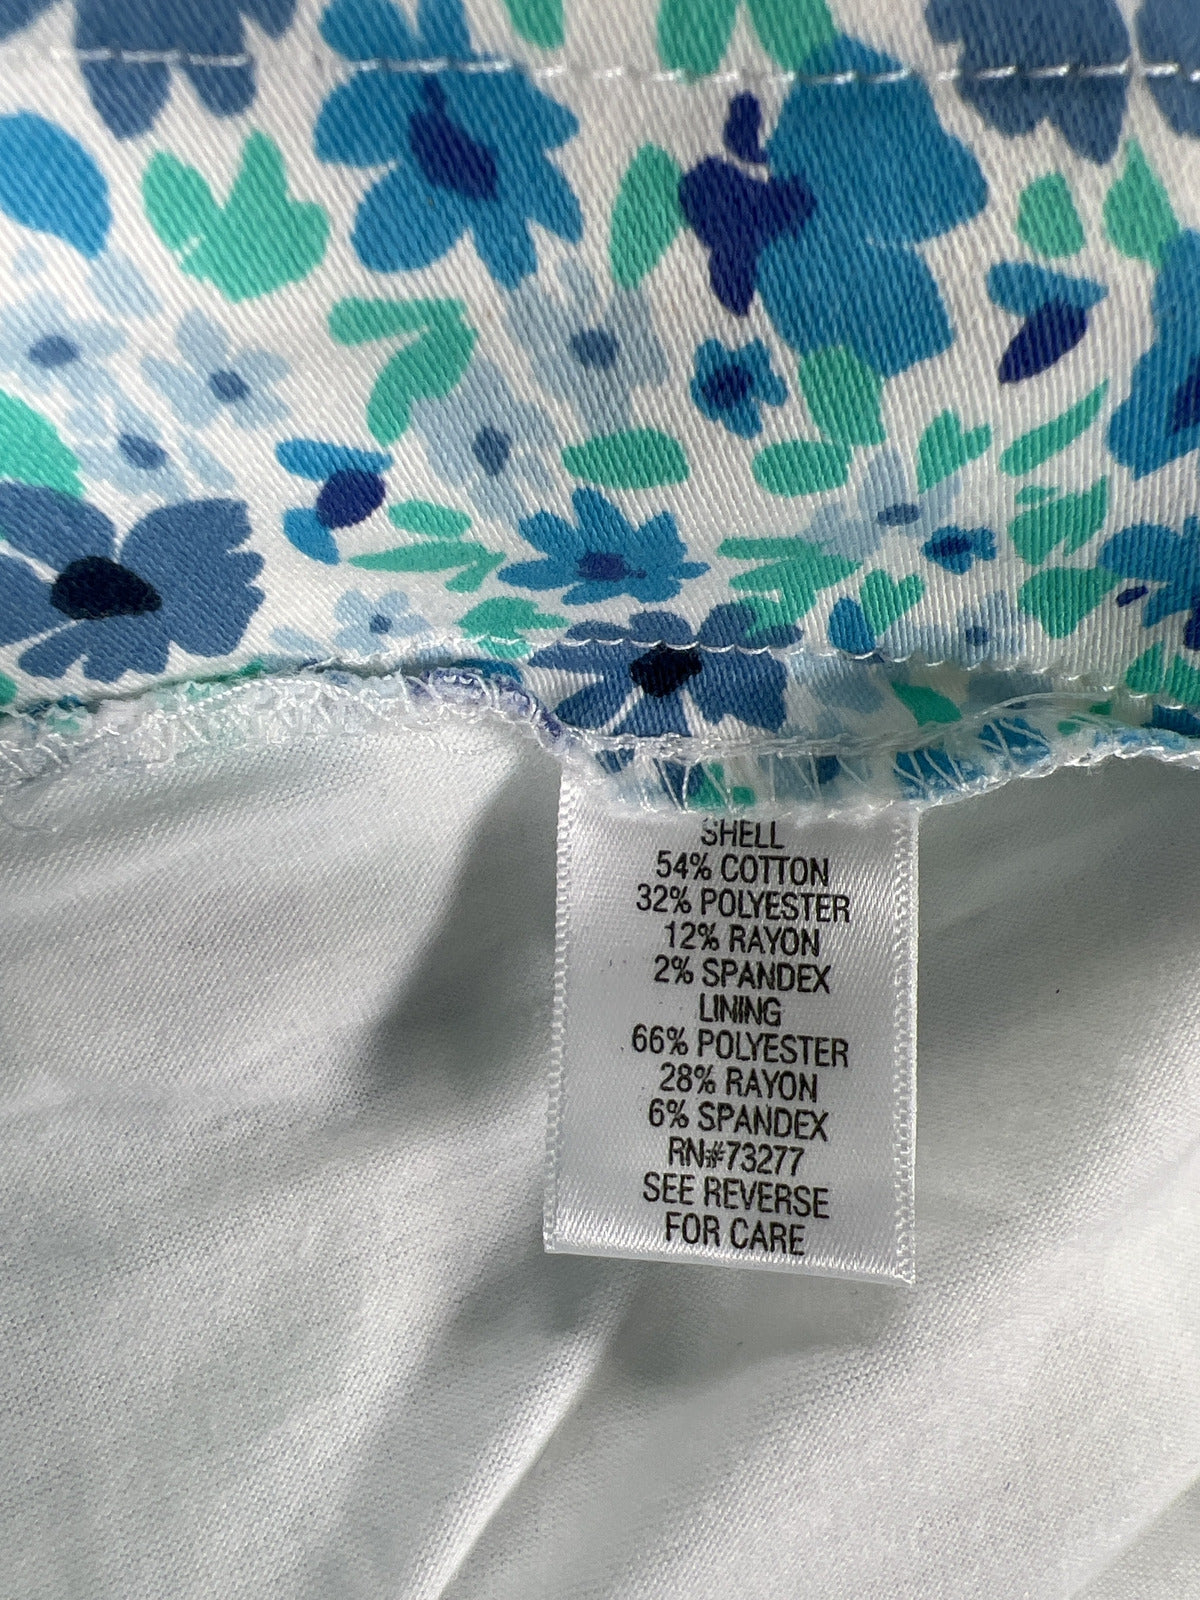 SHELL
54% COTTON
32% POLYESTER
12% RAYON
2% SPANDEX
LINING
66% POLYESTER
28% RAYON
6% SPANDEX
RN#73277
SEE REVERSE
FOR CARE